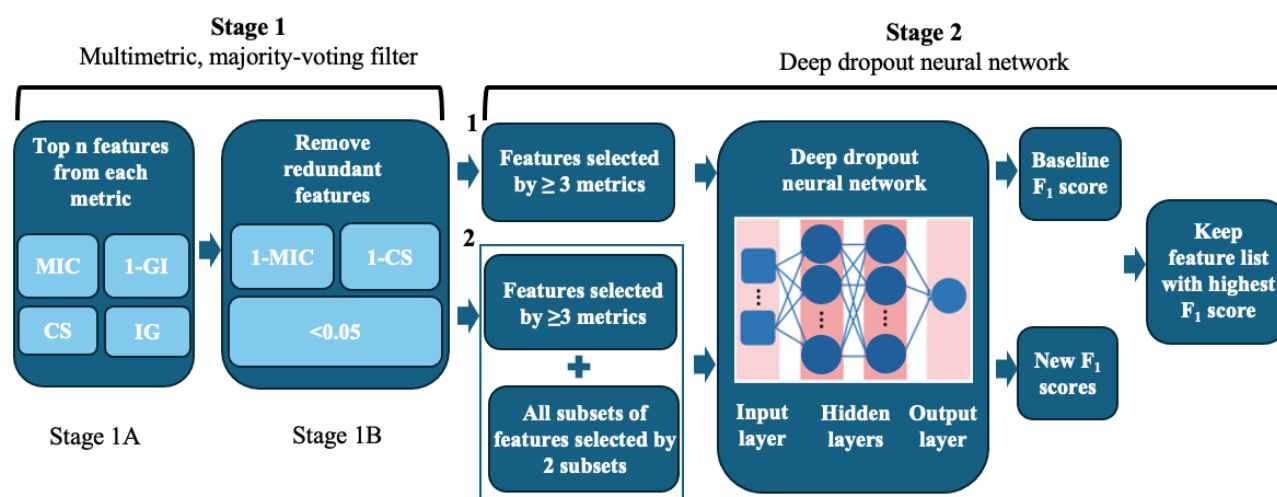 Stage 1
Multimetric, majority-voting filter
Stage 2
Deep dropout neural network
Top n features
from each
metric
MIC
1-GI
CS
IG
Stage 1A
Remove
redundant
features
1-MIC
1-CS
<0.05
Stage 1B
1
Features selected
by ≥ 3 metrics
2
Features selected
by ≥3 metrics
+
All subsets of
features selected by
2 subsets
Deep dropout
neural network
Input
layer
Hidden
layers
Output
layer
Baseline
F₁ score
New F₁
scores
Keep
feature list
with highest
F₁ score